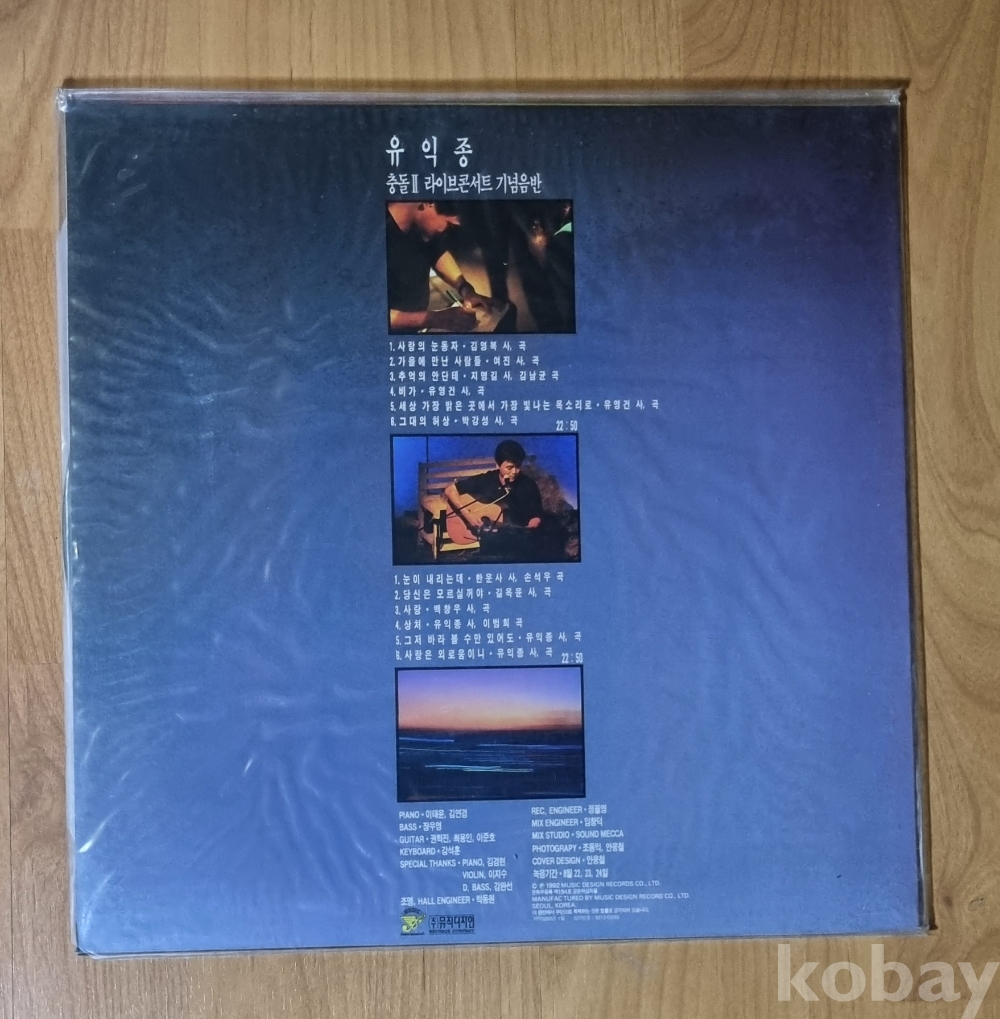 유익종
충돌Ⅱ 라이브콘서트 기념음반
1. 사랑의 눈동자 • 김영복 사, 곡
2. 가을에 만난 사람들 • 여진 사, 곡
3. 추억의 안단테 • 지명길 사, 김남균 곡
4. 비가 • 유영건 사, 곡
5. 세상 가장 밝은 곳에서 가장 빛나는 목소리로 • 유영건 사, 곡
6. 그대의 허상 • 박강성 사, 곡
22 : 50
1. 눈이 내리는데 • 한운사 사, 손석우 곡
2. 당신은 모르실꺼야 • 길옥윤 사, 곡
3. 사랑 • 백창우 사, 곡
4. 상처 • 유익종 사, 이범희 곡
5. 그저 바라 볼 수만 있어도 • 유익종 사, 곡
6. 사랑은 외로움이니 • 유익종 사, 곡
22 : 50
PIANO • 이태윤, 김연경
BASS • 장우영
GUITAR • 권혁진, 최용인, 이준호
KEYBOARD • 김석훈
SPECIAL THANKS • PIANO, 김경현
VIOLIN, 이지수
D, BASS, 김완선
조명, HALL ENGINEER • 탁동원
REC, ENGINEER • 정월영
MIX ENGINEER • 임창덕
MIX STUDIO • SOUND MECCA
PHOTOGRAPY • 조용익, 안웅철
COVER DESIGN • 안웅철
녹음기간 • 8월 22, 23, 24일
© ℗ 1992 MUSIC DESIGN RECORDS CO., LTD.
MANUFAC TURED BY MUSIC DESIGN RECORD CO., LTD.,
SEOUL, KOREA.
(주)뮤직디자인
kobay